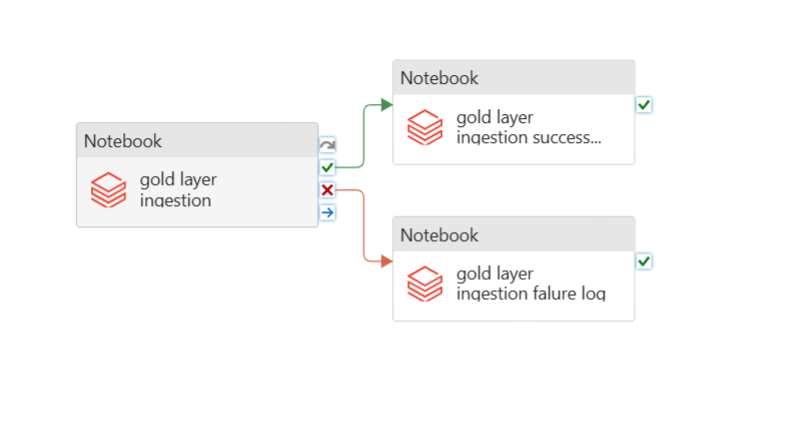 Notebook
gold layer
ingestion
Notebook
gold layer
ingestion success...
Notebook
gold layer
ingestion falure log